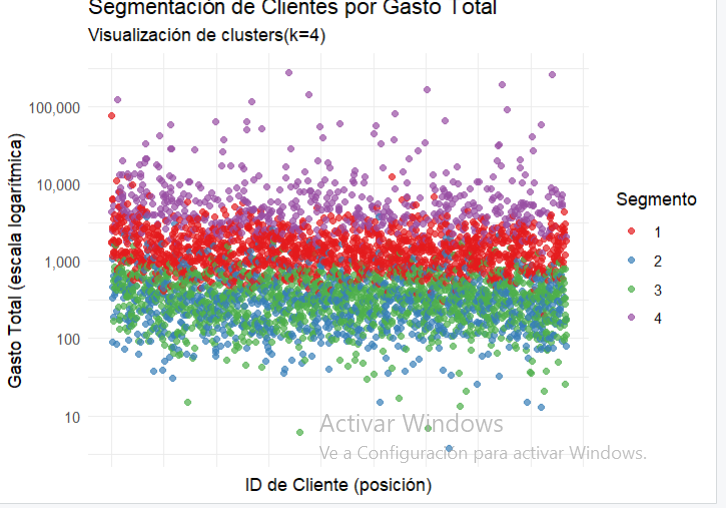 Segmentación de Clientes por Gasto Total
Visualización de clusters(k=4)
Gasto Total (escala logarítmica)
100,000
10,000
1,000
100
10
ID de Cliente (posición)
Segmento
1
2
3
4
Activar Windows
Ve a Configuración para activar Windows.